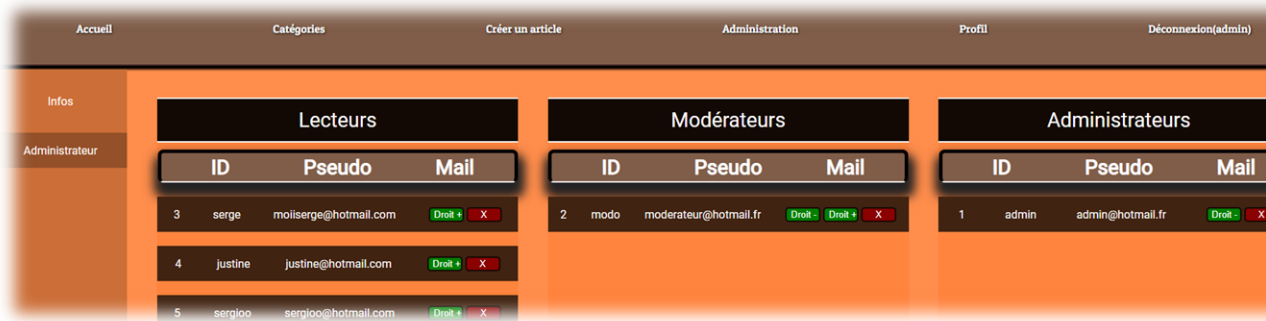 Accueil Catégories Créer un article Administration Profil Déconnexion(admin)
Infos
Administrateur
Lecteurs
ID Pseudo Mail
3 serge moiiserge@hotmail.com Droit + X
4 justine justine@hotmail.com Droit + X
5 sergloo sergloo@hotmail.com Droit + X
Modérateurs
ID Pseudo Mail
2 modo moderateur@hotmail.fr Droit - Droit + X
Administrateurs
ID Pseudo Mail
1 admin admin@hotmail.fr Droit - X